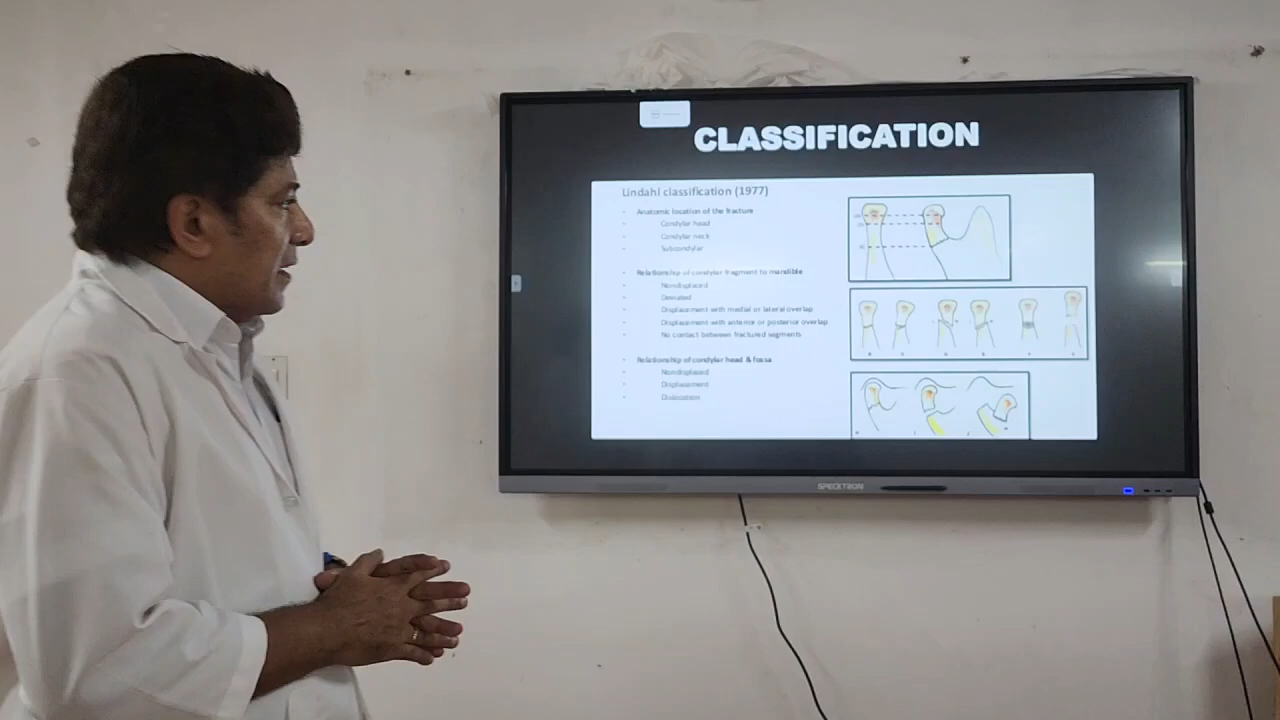 CLASSIFICATION
Lindahl classification (1977)
- Anatomic location of the fracture
- Condylar head
- Condylar neck
- Subcondylar
- Relationship of condylar fragment to mandible
- Nondisplaced
- Deviated
- Displacement with medial or lateral overlap
- Displacement with anterior or posterior overlap
- No contact between fractured segments
- Relationship of condylar head & fossa
- Nondisplaced
- Displacement
- Dislocation
SPECKTRON